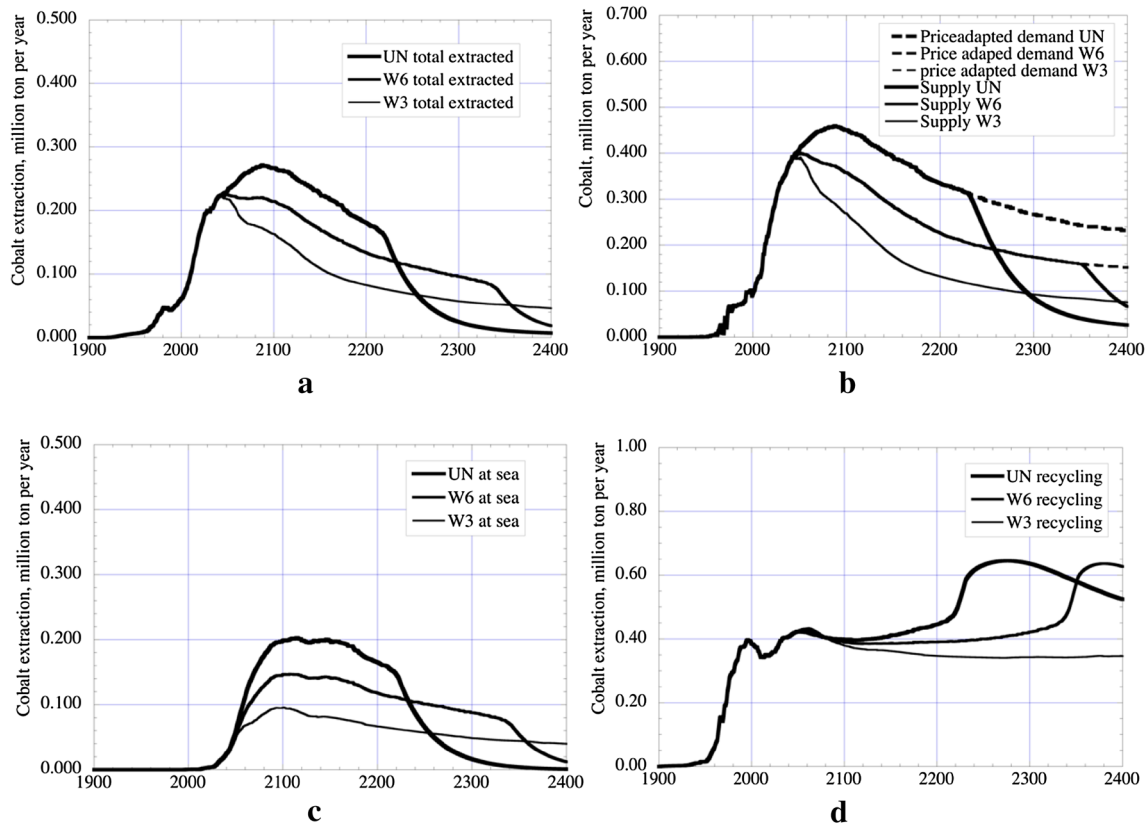 Cobalt extraction, million ton per year
0.500
0.400
0.300
0.200
0.100
0.000
1900
2000
2100
2200
2300
2400
UN total extracted
W6 total extracted
W3 total extracted
a
Cobalt, million ton per year
0.700
0.600
0.500
0.400
0.300
0.200
0.100
0.000
1900
2000
2100
2200
2300
2400
Priceadapted demand UN
Price adaped demand W6
price adapted demand W3
Supply UN
Supply W6
Supply W3
b
Cobalt extraction, million ton per year
0.500
0.400
0.300
0.200
0.100
0.000
1900
2000
2100
2200
2300
2400
UN at sea
W6 at sea
W3 at sea
c
Cobalt extraction, million ton per year
1.00
0.80
0.60
0.40
0.20
0.00
1900
2000
2100
2200
2300
2400
UN recycling
W6 recycling
W3 recycling
d